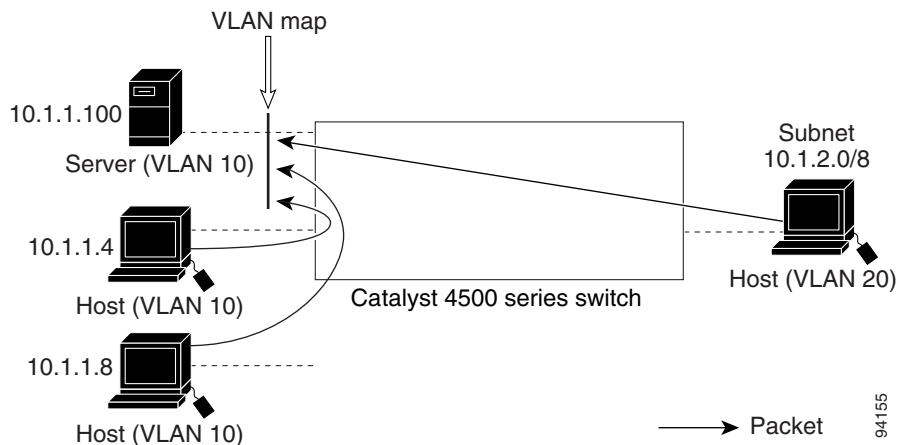 VLAN map
10.1.1.100
Server (VLAN 10)
Subnet
10.1.2.0/8
10.1.1.4
Host (VLAN 10)
Host (VLAN 20)
Catalyst 4500 series switch
10.1.1.8
Host (VLAN 10)
Packet
94155